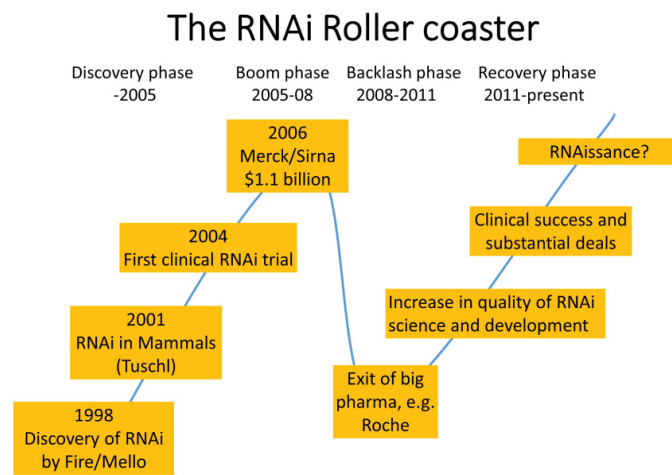 The RNAi Roller coaster
Discovery phase
-2005
Boom phase
2005-08
Backlash phase
2008-2011
Recovery phase
2011-present
2006
Merck/Sirna
$1.1 billion
RNAissance?
2004
First clinical RNAi trial
Clinical success and
substantial deals
2001
RNAi in Mammals
(Tuschl)
Increase in quality of RNAi
science and development
1998
Discovery of RNAi
by Fire/Mello
Exit of big
pharma, e.g.
Roche